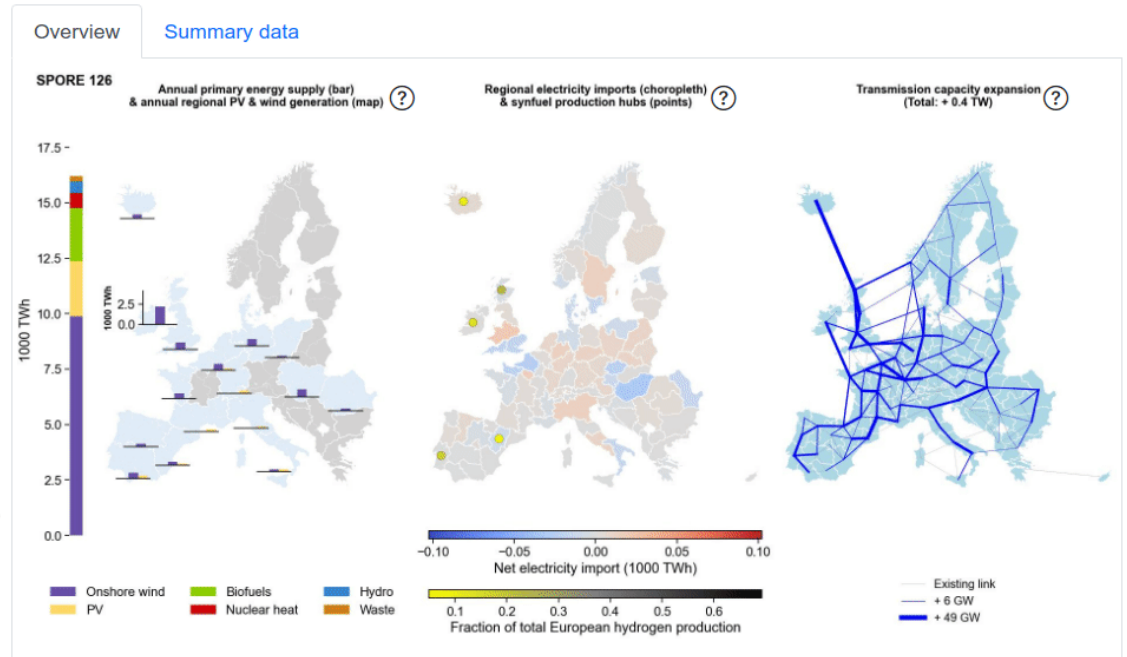 Overview
Summary data
SPORE 126
Annual primary energy supply (bar)
& annual regional PV & wind generation (map)
?
Regional electricity imports (choropleth)
& synfuel production hubs (points)
?
Transmission capacity expansion
(Total: + 0.4 TW)
?
17.5
15.0
12.5
10.0
7.5
5.0
2.5
0.0
1000 TWh
1000 TWh
2.5
0.0
−0.10
−0.05
0.00
0.05
0.10
Net electricity import (1000 TWh)
0.1
0.2
0.3
0.4
0.5
0.6
Fraction of total European hydrogen production
Onshore wind
PV
Biofuels
Nuclear heat
Hydro
Waste
Existing link
+ 6 GW
+ 49 GW